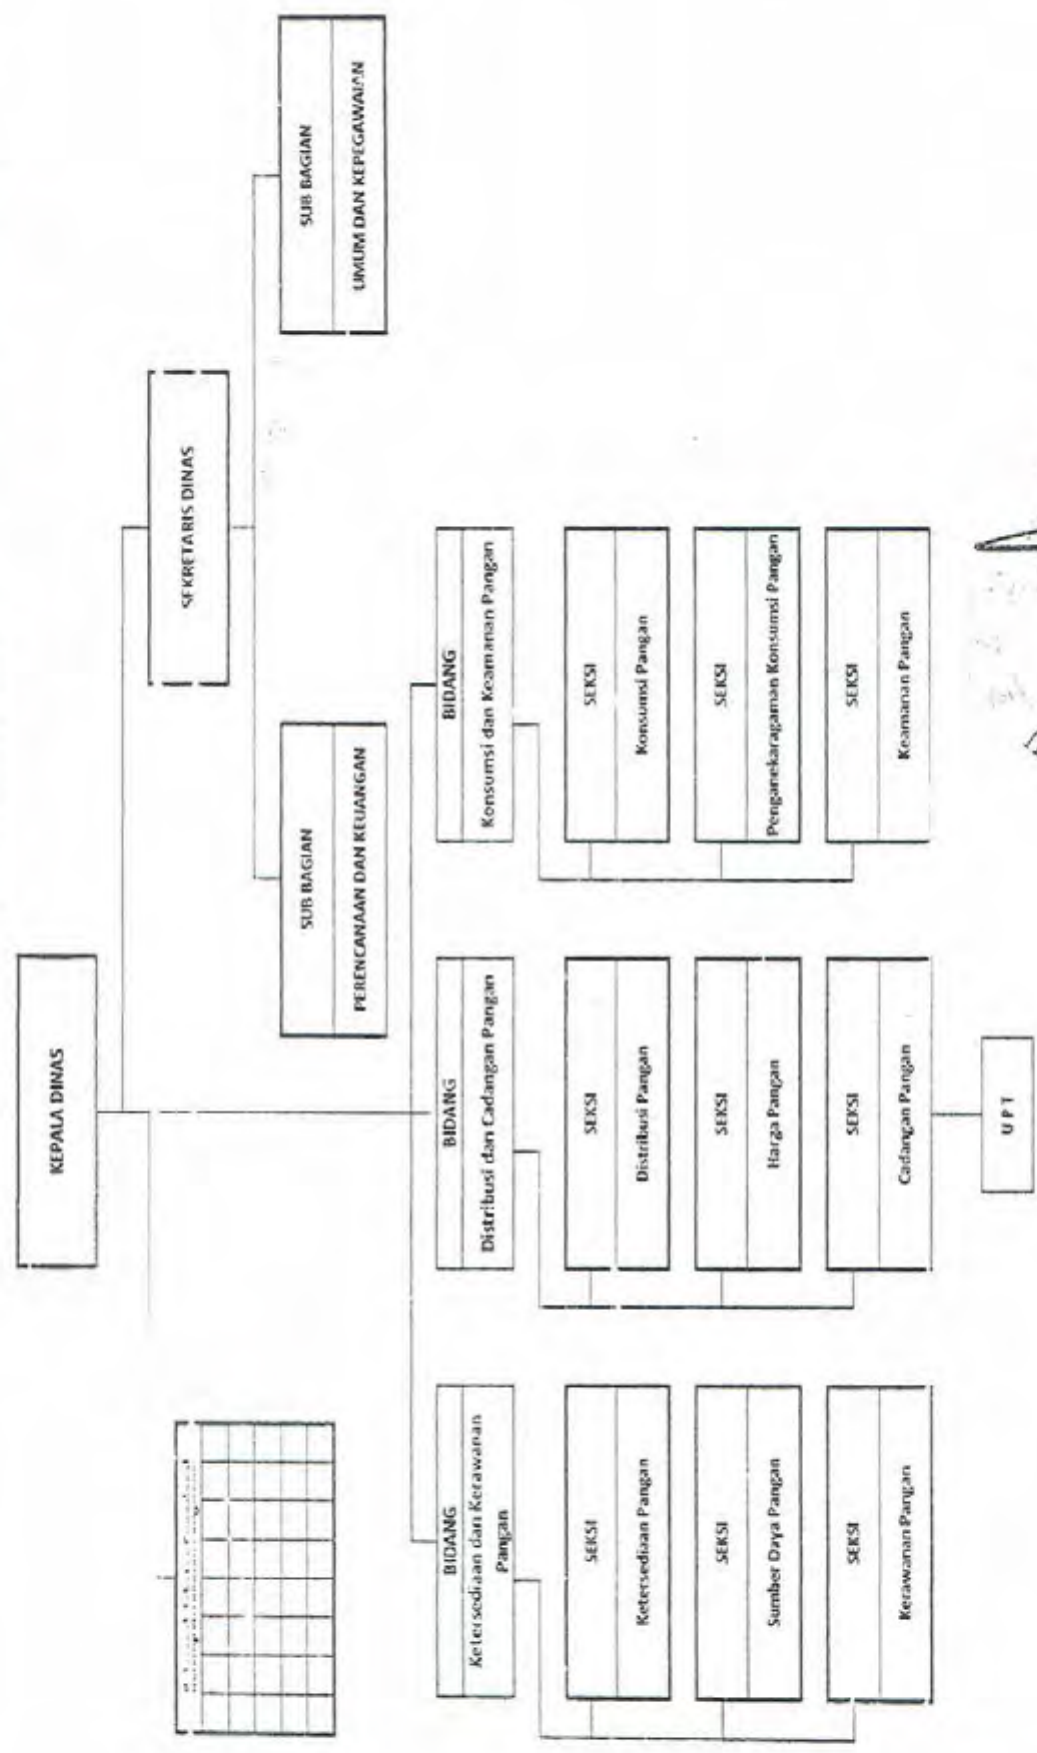 KEPALA DINAS
SEKRETARIS DINAS
SUB BAGIAN
PERENCANAAN DAN KEUANGAN
SUB BAGIAN
UMUM DAN KEPEGAWAIAN
BIDANG
Ketersediaan dan Kerawanan
Pangan
SEKSI
Ketersediaan Pangan
SEKSI
Sumber Daya Pangan
SEKSI
Kerawanan Pangan
BIDANG
Distribusi dan Cadangan Pangan
SEKSI
Distribusi Pangan
SEKSI
Harga Pangan
SEKSI
Cadangan Pangan
BIDANG
Konsumsi dan Keamanan Pangan
SEKSI
Konsumsi Pangan
SEKSI
Penganekaragaman Konsumsi Pangan
SEKSI
Keamanan Pangan
U P T